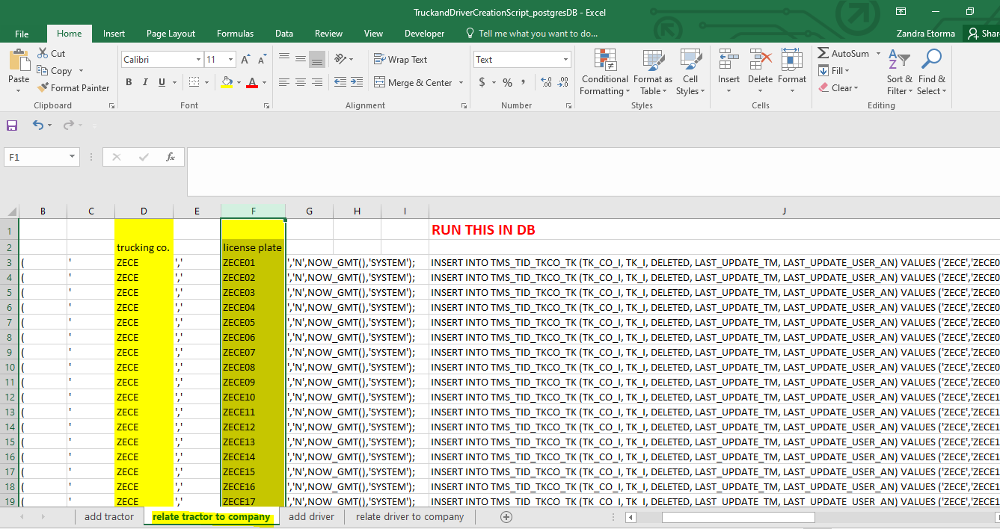 TruckandDriverCreationScript_postgresDB - Excel
File Home Insert Page Layout Formulas Data Review View Developer Tell me what you want to do... Zandra Etorma Shar
Cut
Copy
Format Painter
Paste
Clipboard
Calibri 11
B I U
Font
Wrap Text
Merge & Center
Alignment
Text
$ % ,
Number
Conditional Formatting
Format as Table
Cell Styles
Styles
Insert Delete Format
Cells
AutoSum
Fill
Clear
Sort & Filter
Find & Select
Editing
F1 fx
B C D E F G H I J
1 RUN THIS IN DB
2 trucking co. license plate
3 ( ' ZECE ',' ZECE01 ','N',NOW_GMT(),'SYSTEM'); INSERT INTO TMS_TID_TKCO_TK (TK_CO_I, TK_I, DELETED, LAST_UPDATE_TM, LAST_UPDATE_USER_AN) VALUES ('ZECE','ZECE0
4 ( ' ZECE ',' ZECE02 ','N',NOW_GMT(),'SYSTEM'); INSERT INTO TMS_TID_TKCO_TK (TK_CO_I, TK_I, DELETED, LAST_UPDATE_TM, LAST_UPDATE_USER_AN) VALUES ('ZECE','ZECE0
5 ( ' ZECE ',' ZECE03 ','N',NOW_GMT(),'SYSTEM'); INSERT INTO TMS_TID_TKCO_TK (TK_CO_I, TK_I, DELETED, LAST_UPDATE_TM, LAST_UPDATE_USER_AN) VALUES ('ZECE','ZECE0
6 ( ' ZECE ',' ZECE04 ','N',NOW_GMT(),'SYSTEM'); INSERT INTO TMS_TID_TKCO_TK (TK_CO_I, TK_I, DELETED, LAST_UPDATE_TM, LAST_UPDATE_USER_AN) VALUES ('ZECE','ZECE0
7 ( ' ZECE ',' ZECE05 ','N',NOW_GMT(),'SYSTEM'); INSERT INTO TMS_TID_TKCO_TK (TK_CO_I, TK_I, DELETED, LAST_UPDATE_TM, LAST_UPDATE_USER_AN) VALUES ('ZECE','ZECE0
8 ( ' ZECE ',' ZECE06 ','N',NOW_GMT(),'SYSTEM'); INSERT INTO TMS_TID_TKCO_TK (TK_CO_I, TK_I, DELETED, LAST_UPDATE_TM, LAST_UPDATE_USER_AN) VALUES ('ZECE','ZECE0
9 ( ' ZECE ',' ZECE07 ','N',NOW_GMT(),'SYSTEM'); INSERT INTO TMS_TID_TKCO_TK (TK_CO_I, TK_I, DELETED, LAST_UPDATE_TM, LAST_UPDATE_USER_AN) VALUES ('ZECE','ZECE0
10 ( ' ZECE ',' ZECE08 ','N',NOW_GMT(),'SYSTEM'); INSERT INTO TMS_TID_TKCO_TK (TK_CO_I, TK_I, DELETED, LAST_UPDATE_TM, LAST_UPDATE_USER_AN) VALUES ('ZECE','ZECE0
11 ( ' ZECE ',' ZECE09 ','N',NOW_GMT(),'SYSTEM'); INSERT INTO TMS_TID_TKCO_TK (TK_CO_I, TK_I, DELETED, LAST_UPDATE_TM, LAST_UPDATE_USER_AN) VALUES ('ZECE','ZECE0
12 ( ' ZECE ',' ZECE10 ','N',NOW_GMT(),'SYSTEM'); INSERT INTO TMS_TID_TKCO_TK (TK_CO_I, TK_I, DELETED, LAST_UPDATE_TM, LAST_UPDATE_USER_AN) VALUES ('ZECE','ZECE1
13 ( ' ZECE ',' ZECE11 ','N',NOW_GMT(),'SYSTEM'); INSERT INTO TMS_TID_TKCO_TK (TK_CO_I, TK_I, DELETED, LAST_UPDATE_TM, LAST_UPDATE_USER_AN) VALUES ('ZECE','ZECE1
14 ( ' ZECE ',' ZECE12 ','N',NOW_GMT(),'SYSTEM'); INSERT INTO TMS_TID_TKCO_TK (TK_CO_I, TK_I, DELETED, LAST_UPDATE_TM, LAST_UPDATE_USER_AN) VALUES ('ZECE','ZECE1
15 ( ' ZECE ',' ZECE13 ','N',NOW_GMT(),'SYSTEM'); INSERT INTO TMS_TID_TKCO_TK (TK_CO_I, TK_I, DELETED, LAST_UPDATE_TM, LAST_UPDATE_USER_AN) VALUES ('ZECE','ZECE1
16 ( ' ZECE ',' ZECE14 ','N',NOW_GMT(),'SYSTEM'); INSERT INTO TMS_TID_TKCO_TK (TK_CO_I, TK_I, DELETED, LAST_UPDATE_TM, LAST_UPDATE_USER_AN) VALUES ('ZECE','ZECE1
17 ( ' ZECE ',' ZECE15 ','N',NOW_GMT(),'SYSTEM'); INSERT INTO TMS_TID_TKCO_TK (TK_CO_I, TK_I, DELETED, LAST_UPDATE_TM, LAST_UPDATE_USER_AN) VALUES ('ZECE','ZECE1
18 ( ' ZECE ',' ZECE16 ','N',NOW_GMT(),'SYSTEM'); INSERT INTO TMS_TID_TKCO_TK (TK_CO_I, TK_I, DELETED, LAST_UPDATE_TM, LAST_UPDATE_USER_AN) VALUES ('ZECE','ZECE1
19 ( ' ZECE ',' ZECE17 ','N',NOW_GMT(),'SYSTEM'); INSERT INTO TMS_TID_TKCO_TK (TK_CO_I, TK_I, DELETED, LAST_UPDATE_TM, LAST_UPDATE_USER_AN) VALUES ('ZECE','ZECE1
add tractor relate tractor to company add driver relate driver to company